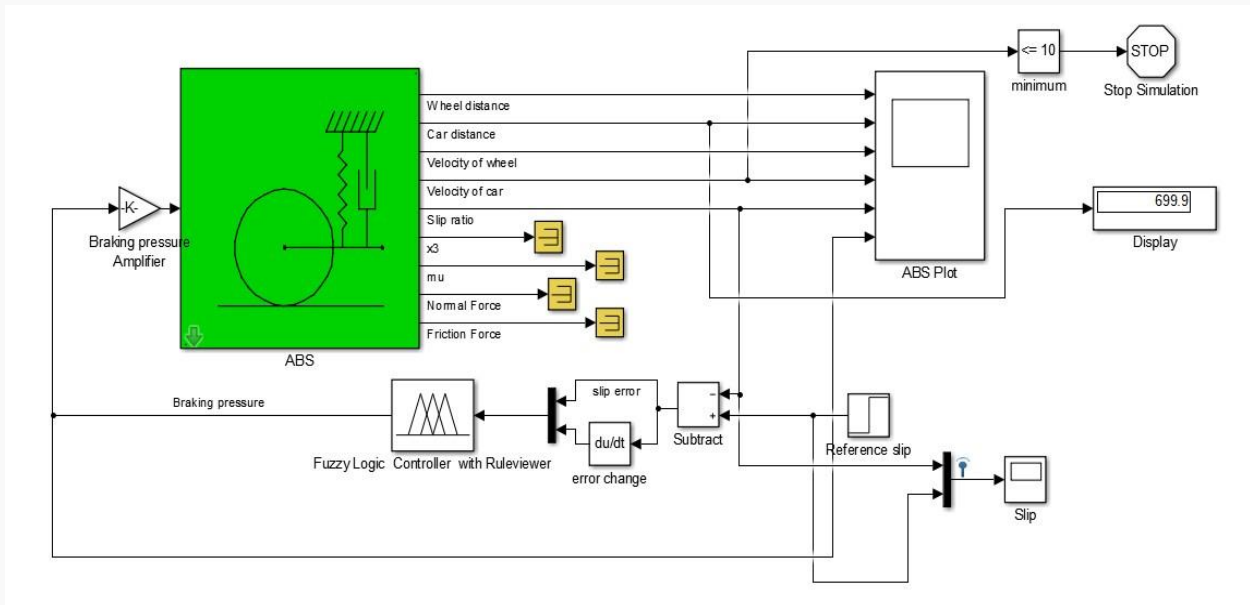 <= 10
STOP
minimum
Stop Simulation
Wheel distance
Car distance
Velocity of wheel
Velocity of car
Slip ratio
x3
mu
Normal Force
Friction Force
-K-
Braking pressure
Amplifier
ABS
ABS Plot
699.9
Display
Braking pressure
Fuzzy Logic Controller with Ruleviewer
slip error
du/dt
error change
−
+
Subtract
Reference slip
Slip